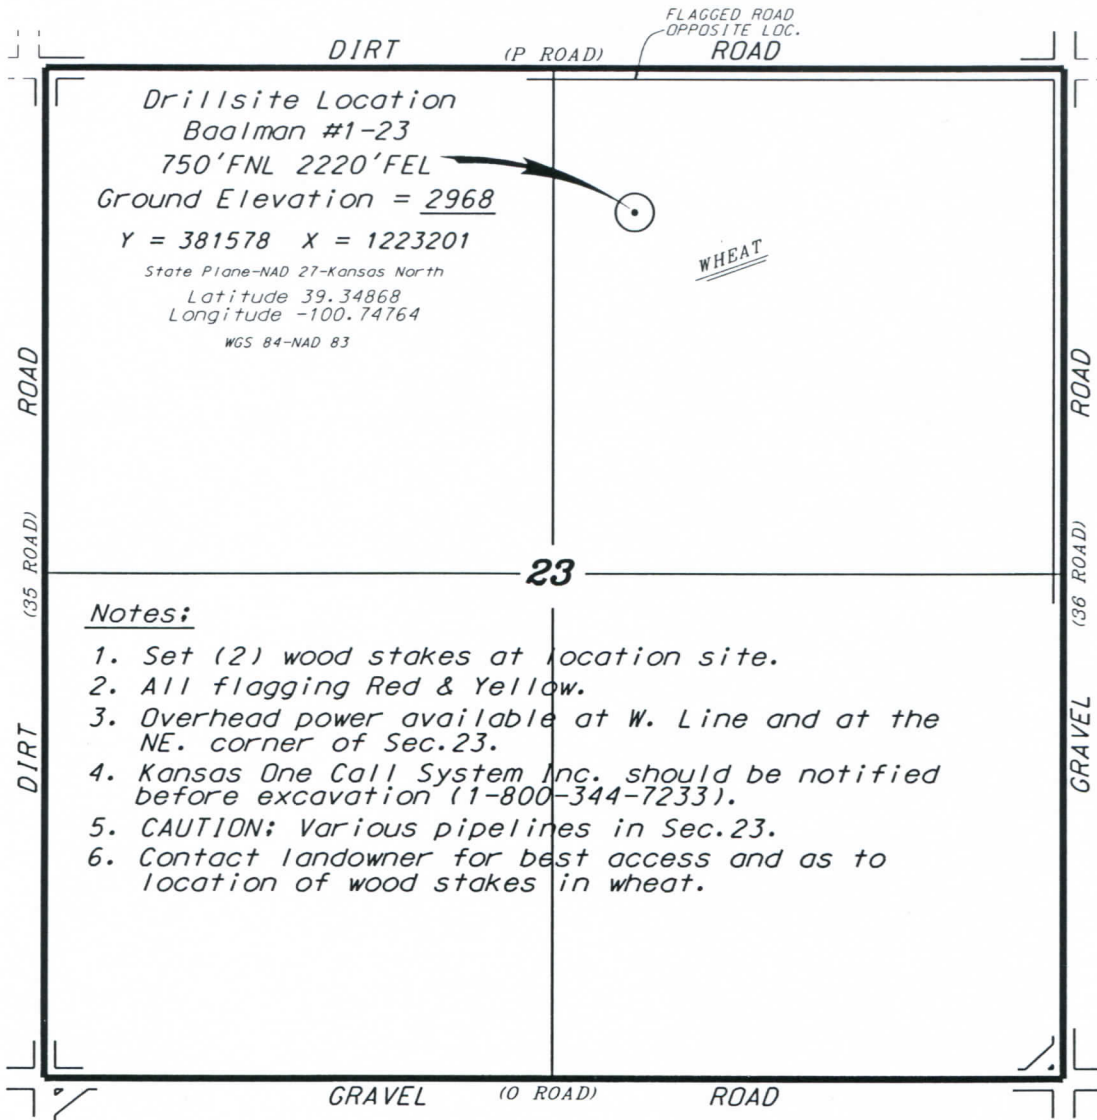 FLAGGED ROAD
OPPOSITE LOC.
DIRT (P ROAD) ROAD
Drillsite Location
Baalman #1-23
750'FNL 2220'FEL
Ground Elevation = 2968
Y = 381578 X = 1223201
State Plane-NAD 27-Kansas North
Latitude 39.34868
Longitude -100.74764
WGS 84-NAD 83
WHEAT
ROAD
(35 ROAD)
DIRT
ROAD
(36 ROAD)
GRAVEL
23
Notes:
1. Set (2) wood stakes at location site.
2. All flagging Red & Yellow.
3. Overhead power available at W. Line and at the
NE. corner of Sec.23.
4. Kansas One Call System Inc. should be notified
before excavation (1-800-344-7233).
5. CAUTION: Various pipelines in Sec.23.
6. Contact landowner for best access and as to
location of wood stakes in wheat.
GRAVEL (O ROAD) ROAD